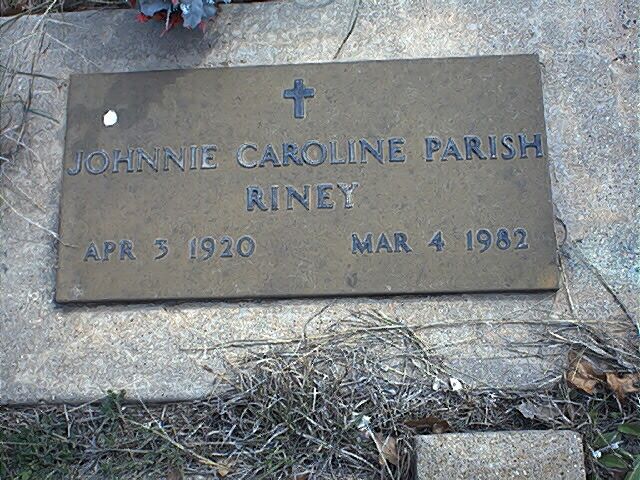 JOHNNIE CAROLINE PARISH
RINEY
APR 3 1920 MAR 4 1982